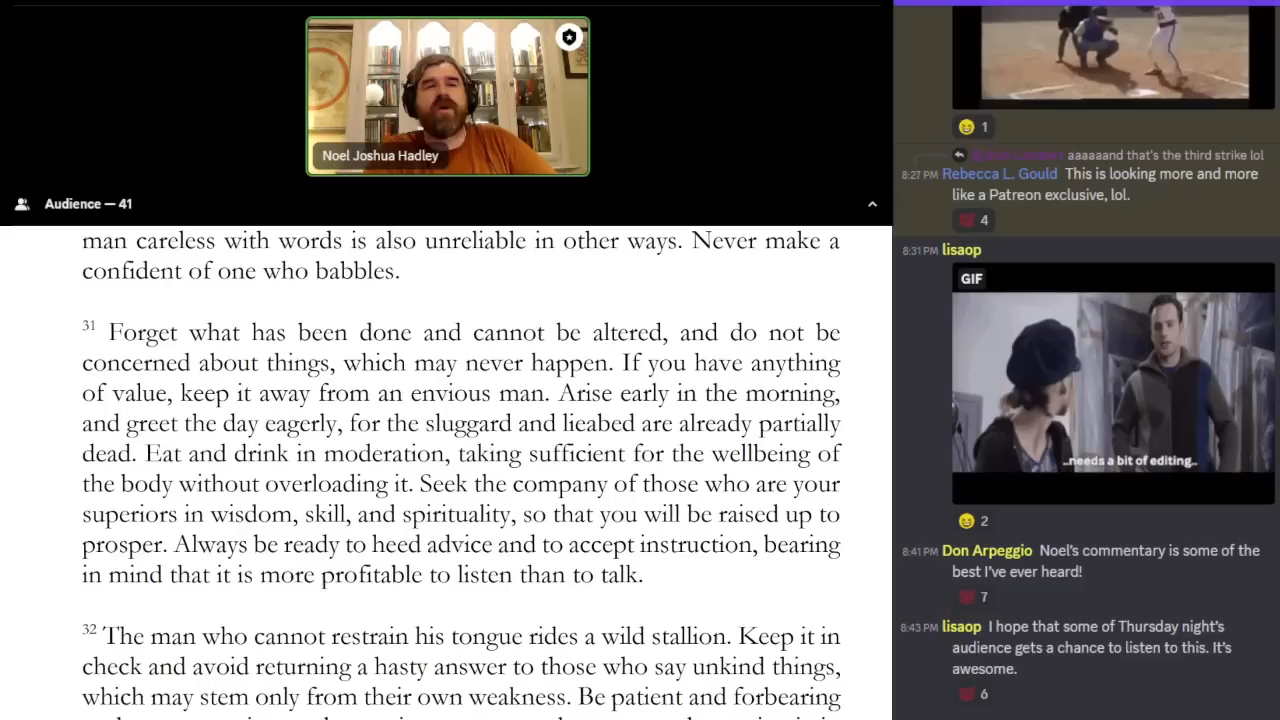 Noel Joshua Hadley
Audience — 41
man careless with words is also unreliable in other ways. Never make a
confident of one who babbles.
31 Forget what has been done and cannot be altered, and do not be
concerned about things, which may never happen. If you have anything
of value, keep it away from an envious man. Arise early in the morning,
and greet the day eagerly, for the sluggard and lieabed are already partially
dead. Eat and drink in moderation, taking sufficient for the wellbeing of
the body without overloading it. Seek the company of those who are your
superiors in wisdom, skill, and spirituality, so that you will be raised up to
prosper. Always be ready to heed advice and to accept instruction, bearing
in mind that it is more profitable to listen than to talk.
32 The man who cannot restrain his tongue rides a wild stallion. Keep it in
check and avoid returning a hasty answer to those who say unkind things,
which may stem only from their own weakness. Be patient and forbearing
1
aaaaand that's the third strike lol
8:27 PM Rebecca L. Gould This is looking more and more
like a Patreon exclusive, lol.
4
8:31 PM lisaop
GIF
..needs a bit of editing..
2
8:41 PM Don Arpeggio Noel's commentary is some of the
best I've ever heard!
7
8:43 PM lisaop I hope that some of Thursday night's
audience gets a chance to listen to this. It's
awesome.
6